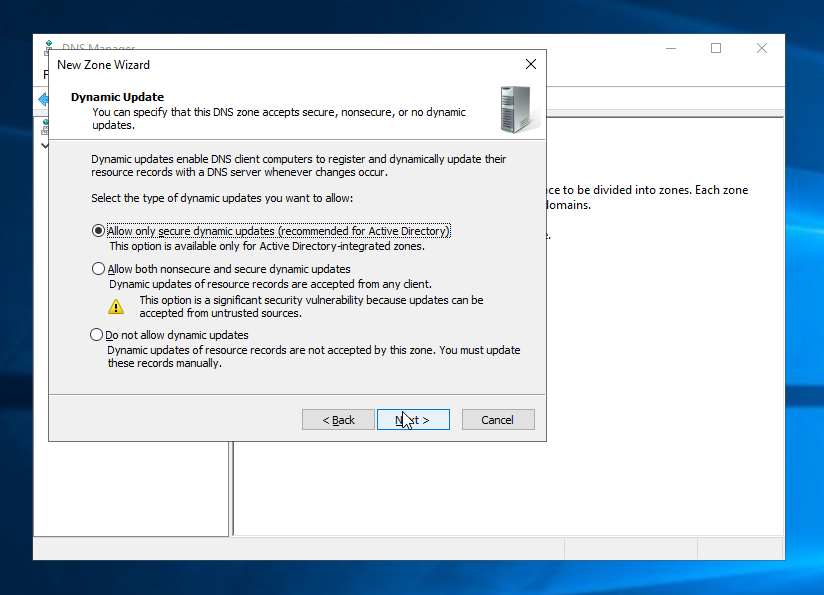 DNS Manager
New Zone Wizard
F
Dynamic Update
You can specify that this DNS zone accepts secure, nonsecure, or no dynamic
updates.
Dynamic updates enable DNS client computers to register and dynamically update their
resource records with a DNS server whenever changes occur.
Select the type of dynamic updates you want to allow:
ce to be divided into zones. Each zone
domains.
Allow only secure dynamic updates (recommended for Active Directory)
This option is available only for Active Directory-integrated zones.
Allow both nonsecure and secure dynamic updates
Dynamic updates of resource records are accepted from any client.
This option is a significant security vulnerability because updates can be
accepted from untrusted sources.
Do not allow dynamic updates
Dynamic updates of resource records are not accepted by this zone. You must update
these records manually.
< Back
Next >
Cancel